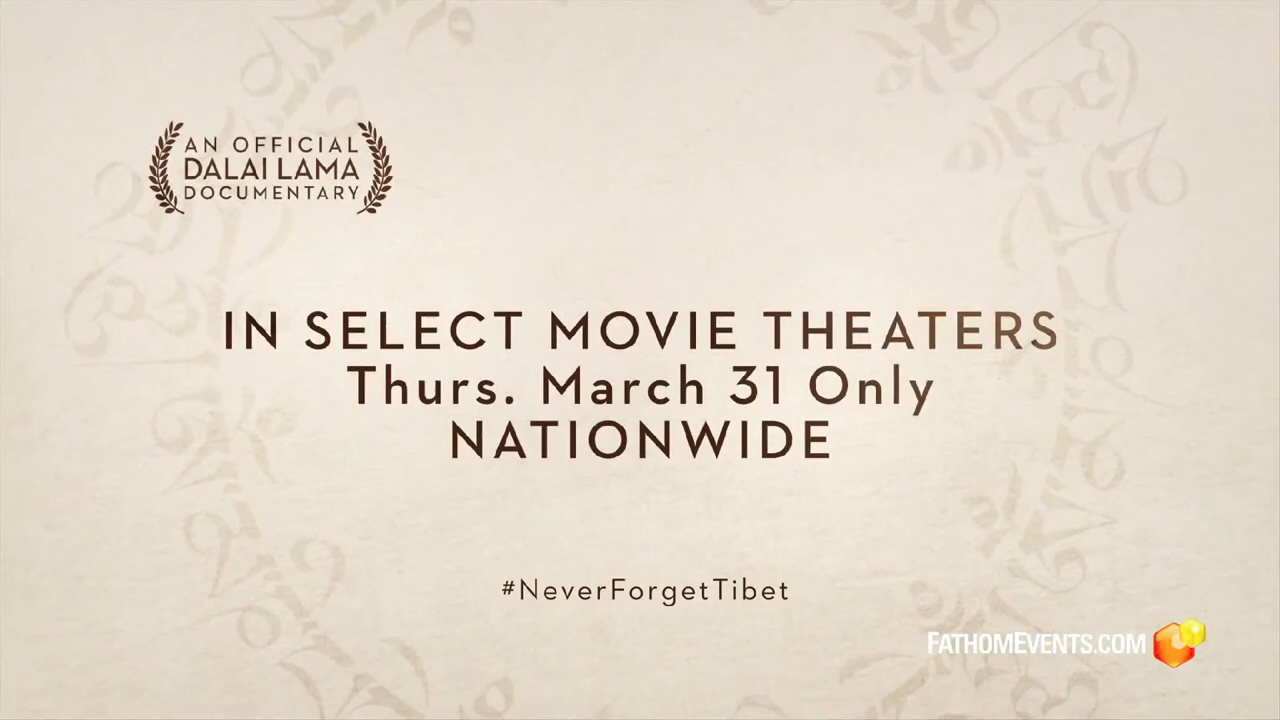 AN OFFICIAL
DALAI LAMA
DOCUMENTARY
IN SELECT MOVIE THEATERS
Thurs. March 31 Only
NATIONWIDE
#NeverForgetTibet
FATHOMEVENTS.COM